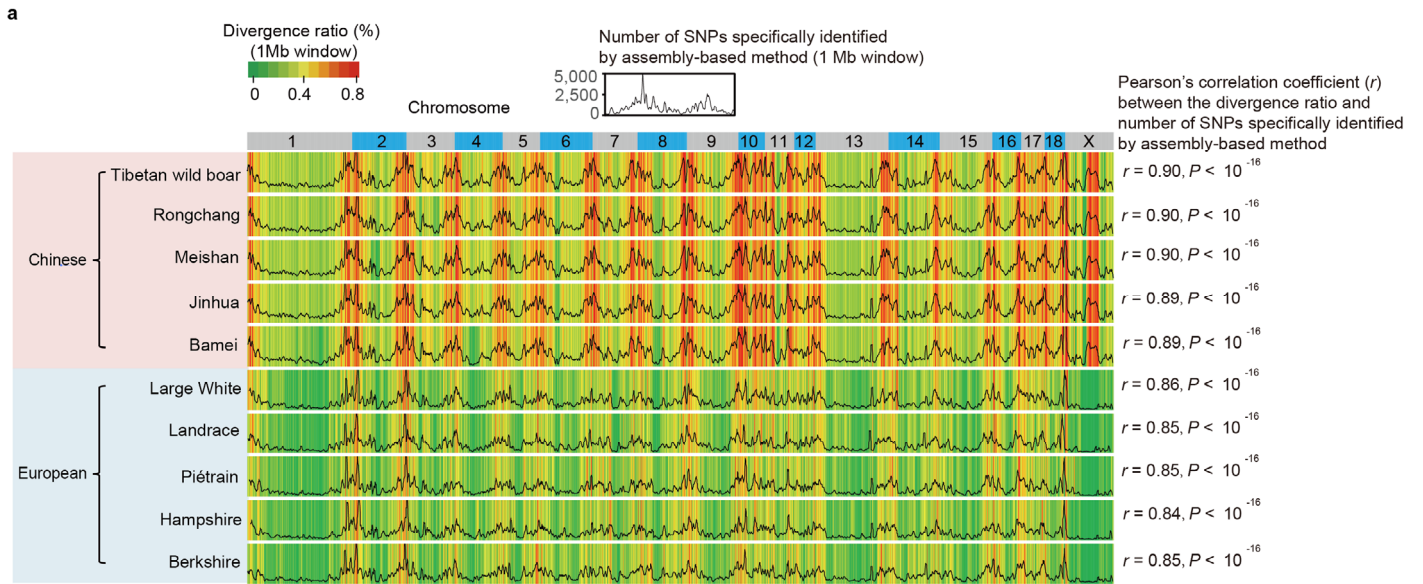 a
Divergence ratio (%)
(1Mb window)
0 0.4 0.8
Number of SNPs specifically identified
by assembly-based method (1 Mb window)
5,000
2,500
0
Chromosome
Pearson's correlation coefficient (r)
between the divergence ratio and
number of SNPs specifically identified
by assembly-based method
1 2 3 4 5 6 7 8 9 10 11 12 13 14 15 16 17 18 X
Chinese
Tibetan wild boar r = 0.90, P < 10 -16
Rongchang r = 0.90, P < 10 -16
Meishan r = 0.90, P < 10 -16
Jinhua r = 0.89, P < 10 -16
Bamei r = 0.89, P < 10 -16
European
Large White r = 0.86, P < 10 -16
Landrace r = 0.85, P < 10 -16
Piétrain r = 0.85, P < 10 -16
Hampshire r = 0.84, P < 10 -16
Berkshire r = 0.85, P < 10 -16